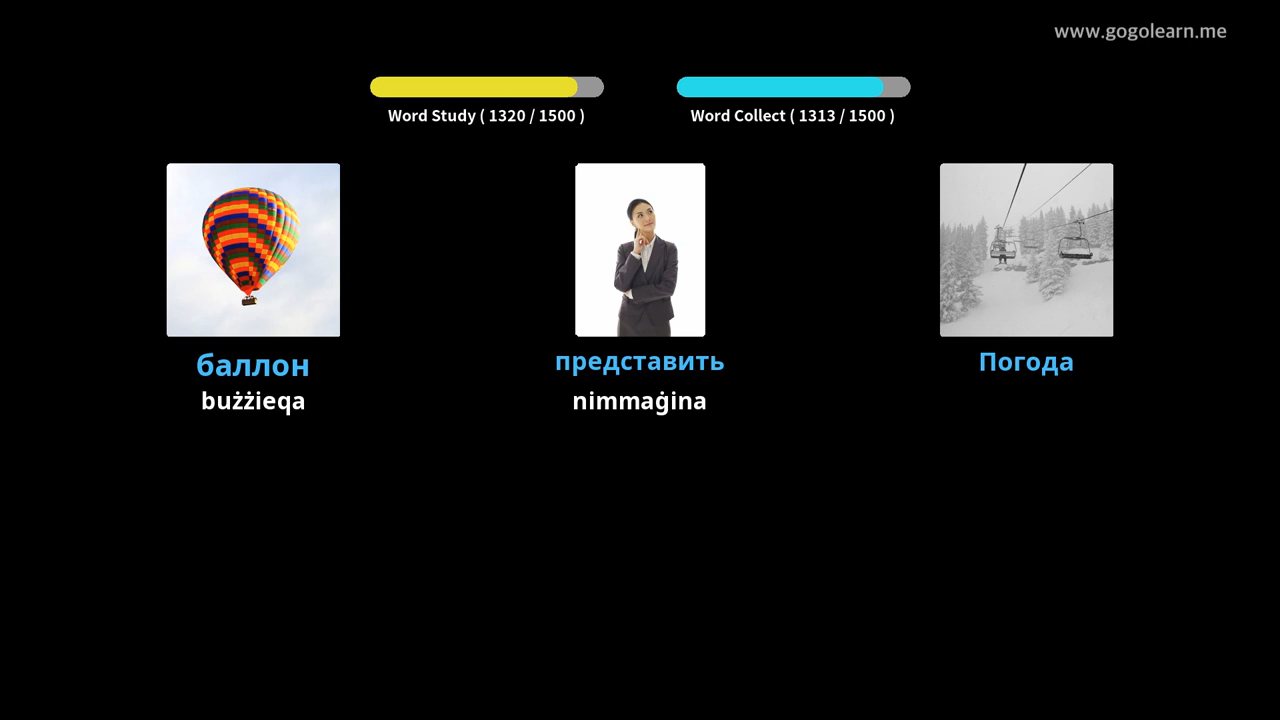 www.gogolearn.me
Word Study ( 1320 / 1500 )
Word Collect ( 1313 / 1500 )
баллон
представить
Погода
bużżieqa
nimmaġina